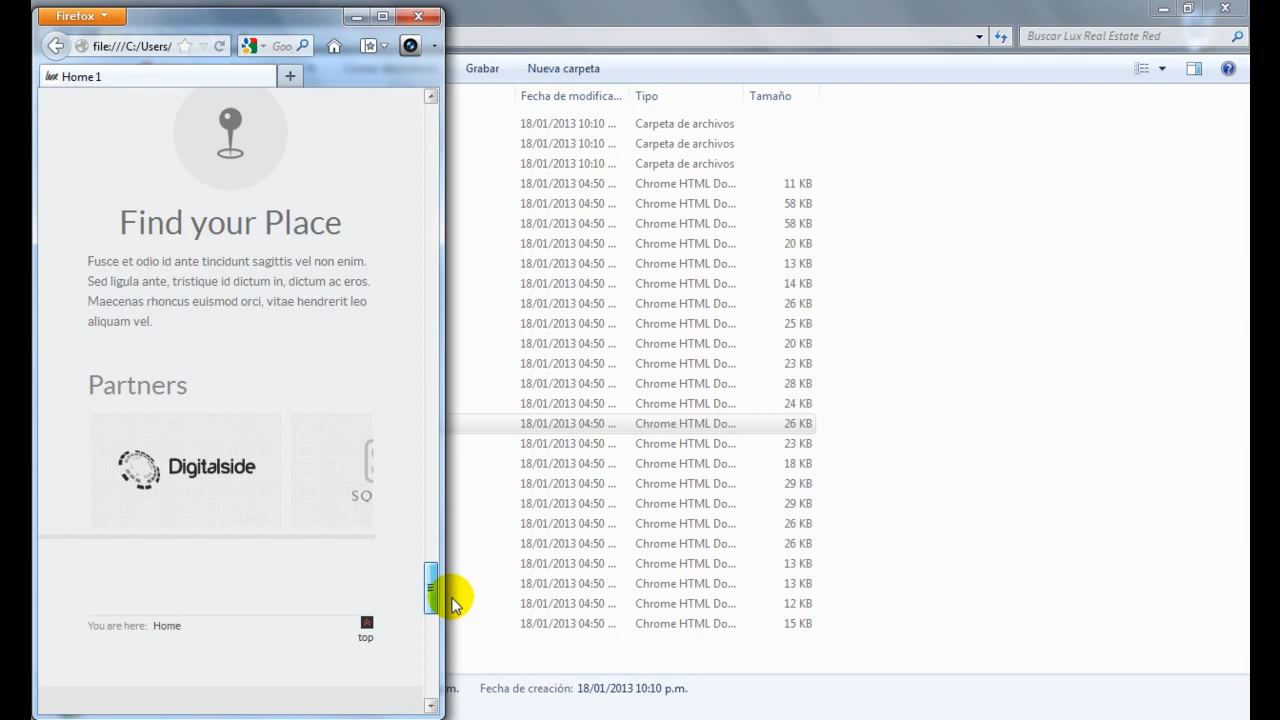 Firefox
file:///C:/Users/
Goo
Home 1
Find your Place
Fusce et odio id ante tincidunt sagittis vel non enim.
Sed ligula ante, tristique id dictum in, dictum ac eros.
Maecenas rhoncus euismod orci, vitae hendrerit leo
aliquam vel.
Partners
Digitalside
SQ
You are here: Home
top
Buscar Lux Real Estate Red
Grabar
Nueva carpeta
Fecha de modifica...
Tipo
Tamaño
18/01/2013 10:10 ... Carpeta de archivos
18/01/2013 10:10 ... Carpeta de archivos
18/01/2013 10:10 ... Carpeta de archivos
18/01/2013 04:50 ... Chrome HTML Do... 11 KB
18/01/2013 04:50 ... Chrome HTML Do... 58 KB
18/01/2013 04:50 ... Chrome HTML Do... 58 KB
18/01/2013 04:50 ... Chrome HTML Do... 20 KB
18/01/2013 04:50 ... Chrome HTML Do... 13 KB
18/01/2013 04:50 ... Chrome HTML Do... 14 KB
18/01/2013 04:50 ... Chrome HTML Do... 26 KB
18/01/2013 04:50 ... Chrome HTML Do... 25 KB
18/01/2013 04:50 ... Chrome HTML Do... 20 KB
18/01/2013 04:50 ... Chrome HTML Do... 23 KB
18/01/2013 04:50 ... Chrome HTML Do... 28 KB
18/01/2013 04:50 ... Chrome HTML Do... 24 KB
18/01/2013 04:50 ... Chrome HTML Do... 26 KB
18/01/2013 04:50 ... Chrome HTML Do... 23 KB
18/01/2013 04:50 ... Chrome HTML Do... 18 KB
18/01/2013 04:50 ... Chrome HTML Do... 29 KB
18/01/2013 04:50 ... Chrome HTML Do... 29 KB
18/01/2013 04:50 ... Chrome HTML Do... 26 KB
18/01/2013 04:50 ... Chrome HTML Do... 26 KB
18/01/2013 04:50 ... Chrome HTML Do... 13 KB
18/01/2013 04:50 ... Chrome HTML Do... 13 KB
18/01/2013 04:50 ... Chrome HTML Do... 12 KB
18/01/2013 04:50 ... Chrome HTML Do... 15 KB
m. Fecha de creación: 18/01/2013 10:10 p.m.